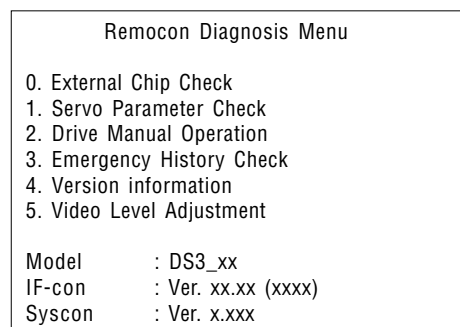 Remocon Diagnosis Menu
0. External Chip Check
1. Servo Parameter Check
2. Drive Manual Operation
3. Emergency History Check
4. Version information
5. Video Level Adjustment
Model : DS3_xx
IF-con : Ver. xx.xx (xxxx)
Syscon : Ver. x.xxx